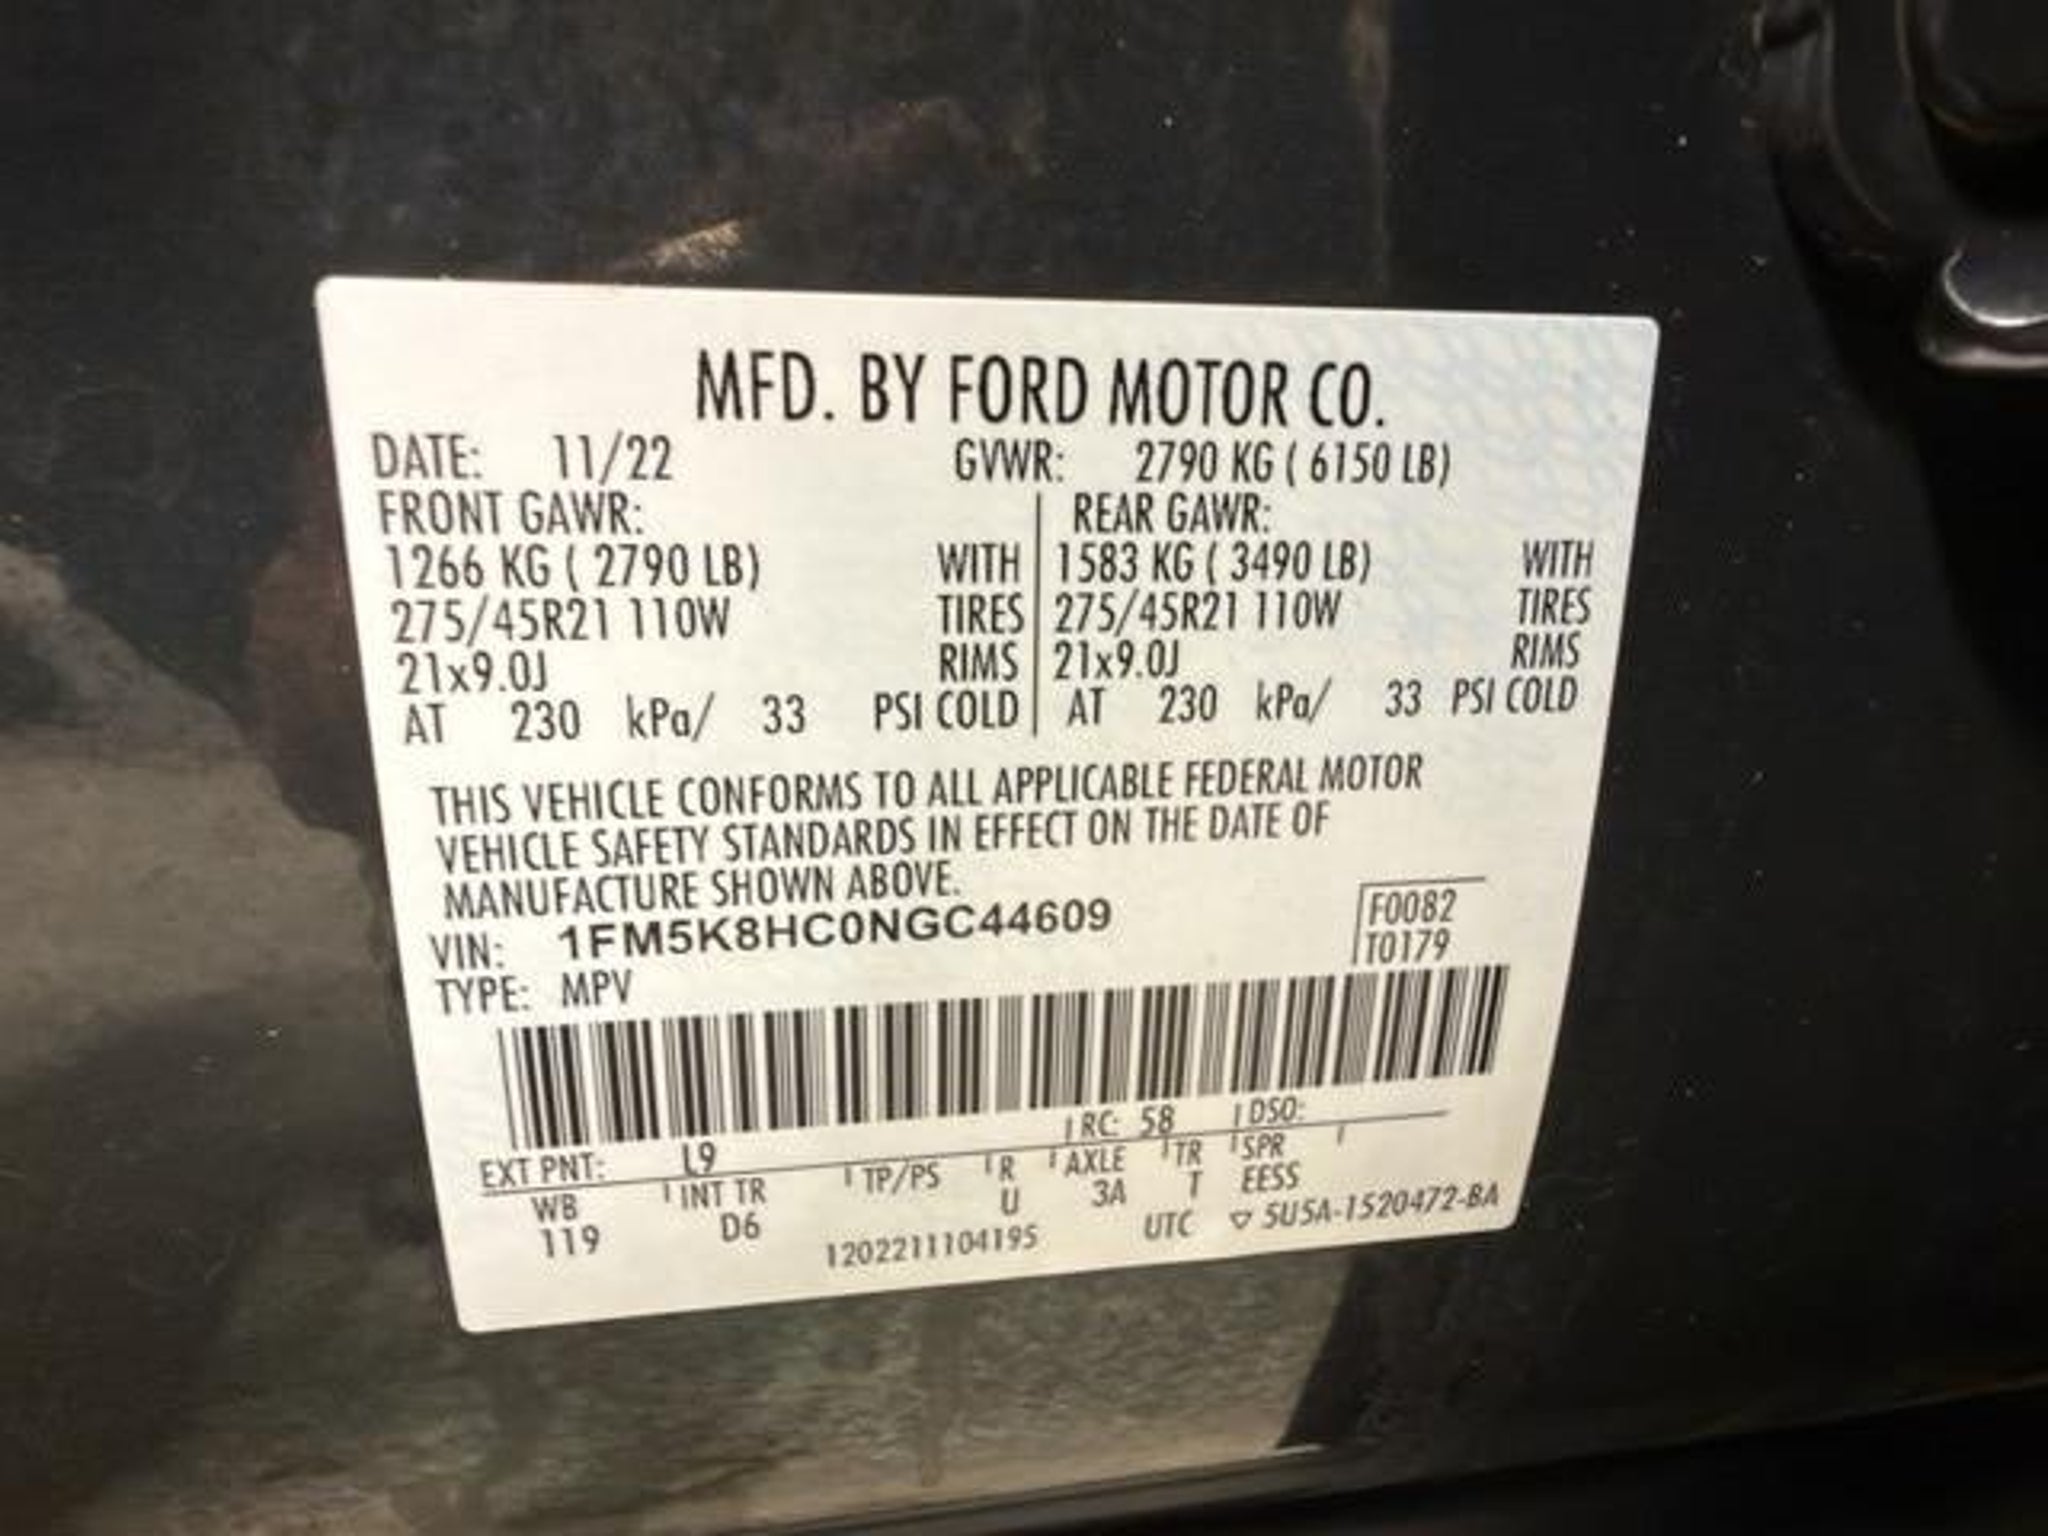 MFD. BY FORD MOTOR CO.
DATE: 11/22 GVWR: 2790 KG ( 6150 LB)
FRONT GAWR: REAR GAWR:
1266 KG ( 2790 LB) WITH 1583 KG ( 3490 LB) WITH
275/45R21 110W TIRES 275/45R21 110W TIRES
21x9.0J RIMS 21x9.0J RIMS
AT 230 kPa/ 33 PSI COLD AT 230 kPa/ 33 PSI COLD
THIS VEHICLE CONFORMS TO ALL APPLICABLE FEDERAL MOTOR
VEHICLE SAFETY STANDARDS IN EFFECT ON THE DATE OF
MANUFACTURE SHOWN ABOVE.
VIN: 1FM5K8HC0NGC44609 F0082
TYPE: MPV T0179
EXT PNT: L9 RC: 58 DSO:
WB INT TR TP/PS R AXLE TR SPR
119 D6 U 3A T EESS
1202211104195 UTC ▽ 5U5A-1520472-BA